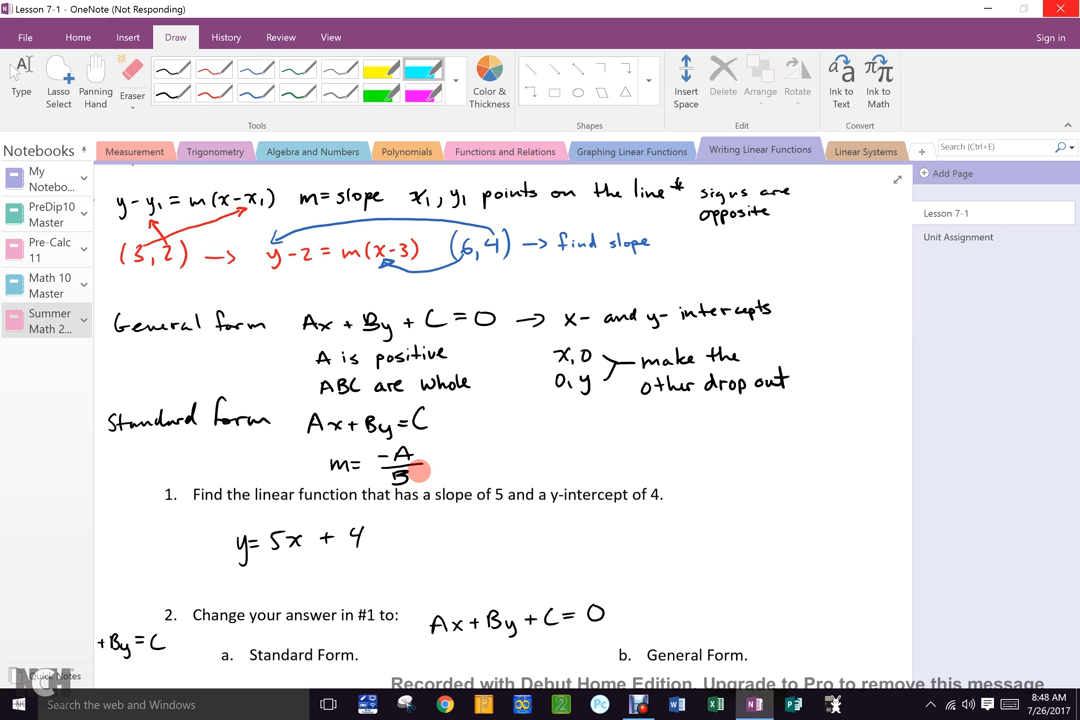 Lesson 7-1 - OneNote (Not Responding)
File Home Insert Draw History Review View Sign in
Type Lasso Select Panning Hand Eraser Color & Thickness Insert Space Delete Arrange Rotate Ink to Text Ink to Math
Tools Shapes Edit Convert
Notebooks Measurement Trigonometry Algebra and Numbers Polynomials Functions and Relations Graphing Linear Functions Writing Linear Functions Linear Systems Search (Ctrl+E)
My Notebo...
PreDip10 Master
Pre-Calc 11
Math 10 Master
Summer Math 2...
Add Page
Lesson 7-1
Unit Assignment
y - y₁ = m(x - x₁) m = slope x₁, y₁ points on the line * signs are opposite
(3, 2) → y - 2 = m(x - 3) (6, 4) → find slope
General form Ax + By + C = 0 → x- and y- intercepts
A is positive x, 0 make the
ABC are whole 0, y other drop out
Standard form Ax + By = C
m = -A/B
1. Find the linear function that has a slope of 5 and a y-intercept of 4.
y = 5x + 4
2. Change your answer in #1 to: Ax + By + C = 0
+ By = C
a. Standard Form. b. General Form.
Quick Notes
NCH
Recorded with Debut Home Edition. Upgrade to Pro to remove this message
Search the web and Windows
8:48 AM
7/26/2017